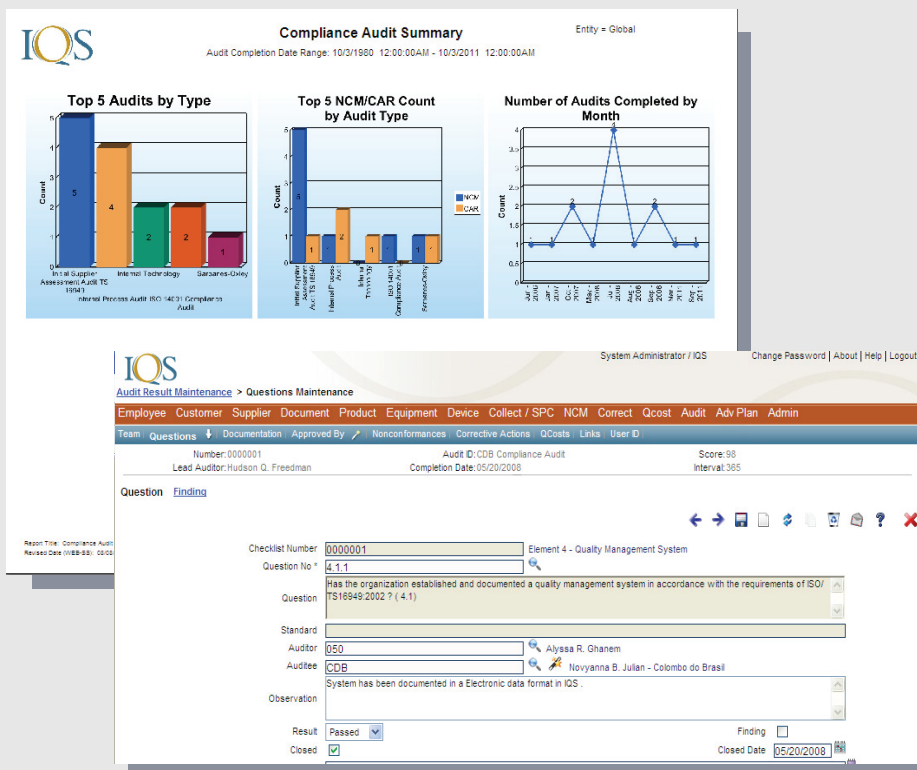 IQS
Compliance Audit Summary
Entity = Global
Audit Completion Date Range: 10/3/1980 12:00:00AM - 10/3/2011 12:00:00AM
Top 5 Audits by Type
Count
5
4
2
2
1
Initial Supplier Assessment Audit TS 16949
Internal Process Audit
Internal Technology
ISO 14001 Compliance Audit
Sarbanes-Oxley
Top 5 NCM/CAR Count
by Audit Type
Count
NCM
CAR
Number of Audits Completed by
Month
Count
Report Title: Compliance Audit
IQS
System Administrator / IQS
Change Password | About | Help | Logout
Audit Result Maintenance > Questions Maintenance
Employee Customer Supplier Document Product Equipment Device Collect / SPC NCM Correct Qcost Audit Adv Plan Admin
Team Questions Documentation Approved By Nonconformances Corrective Actions QCosts Links User ID
Number: 0000001 Audit ID: CDB Compliance Audit Score: 98
Lead Auditor: Hudson Q. Freedman Completion Date: 05/20/2008 Interval: 365
Question Finding
Checklist Number 0000001 Element 4 - Quality Management System
Question No * 4.1.1
Question Has the organization established and documented a quality management system in accordance with the requirements of ISO/
TS16949:2002 ? ( 4.1)
Standard
Auditor 050 Alyssa R. Ghanem
Auditee CDB Novyanna B. Julian - Colombo do Brasil
Observation System has been documented in a Electronic data format in IQS .
Result Passed Finding
Closed Closed Date 05/20/2008